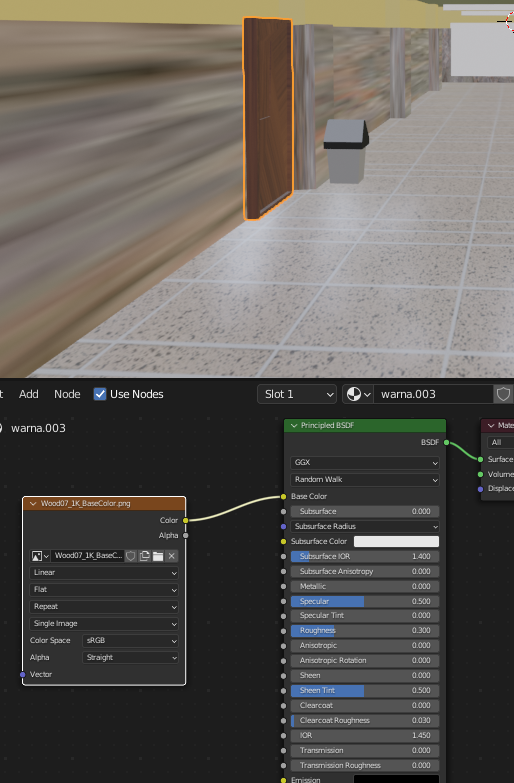 Add Node Use Nodes Slot 1 warna.003
warna.003
Principled BSDF
Mate
BSDF
All
GGX
Surface
Random Walk
Volume
Displac
Wood07_1K_BaseColor.png
Base Color
Color
Subsurface 0.000
Alpha
Subsurface Radius
Subsurface Color
Wood07_1K_BaseC...
Subsurface IOR 1.400
Linear
Subsurface Anisotropy 0.000
Flat
Metallic 0.000
Repeat
Specular 0.500
Specular Tint 0.000
Single Image
Roughness 0.300
Color Space sRGB
Anisotropic 0.000
Alpha Straight
Anisotropic Rotation 0.000
Vector
Sheen 0.000
Sheen Tint 0.500
Clearcoat 0.000
Clearcoat Roughness 0.030
IOR 1.450
Transmission 0.000
Transmission Roughness 0.000
Emission